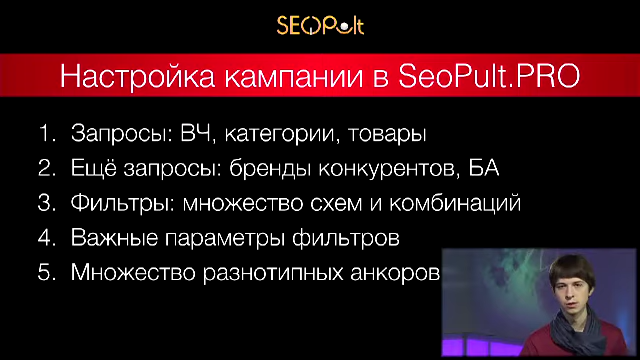 SEOPult
Настройка кампании в SeoPult.PRO
1. Запросы: ВЧ, категории, товары
2. Ещё запросы: бренды конкурентов, БА
3. Фильтры: множество схем и комбинаций
4. Важные параметры фильтров
5. Множество разнотипных анкоров